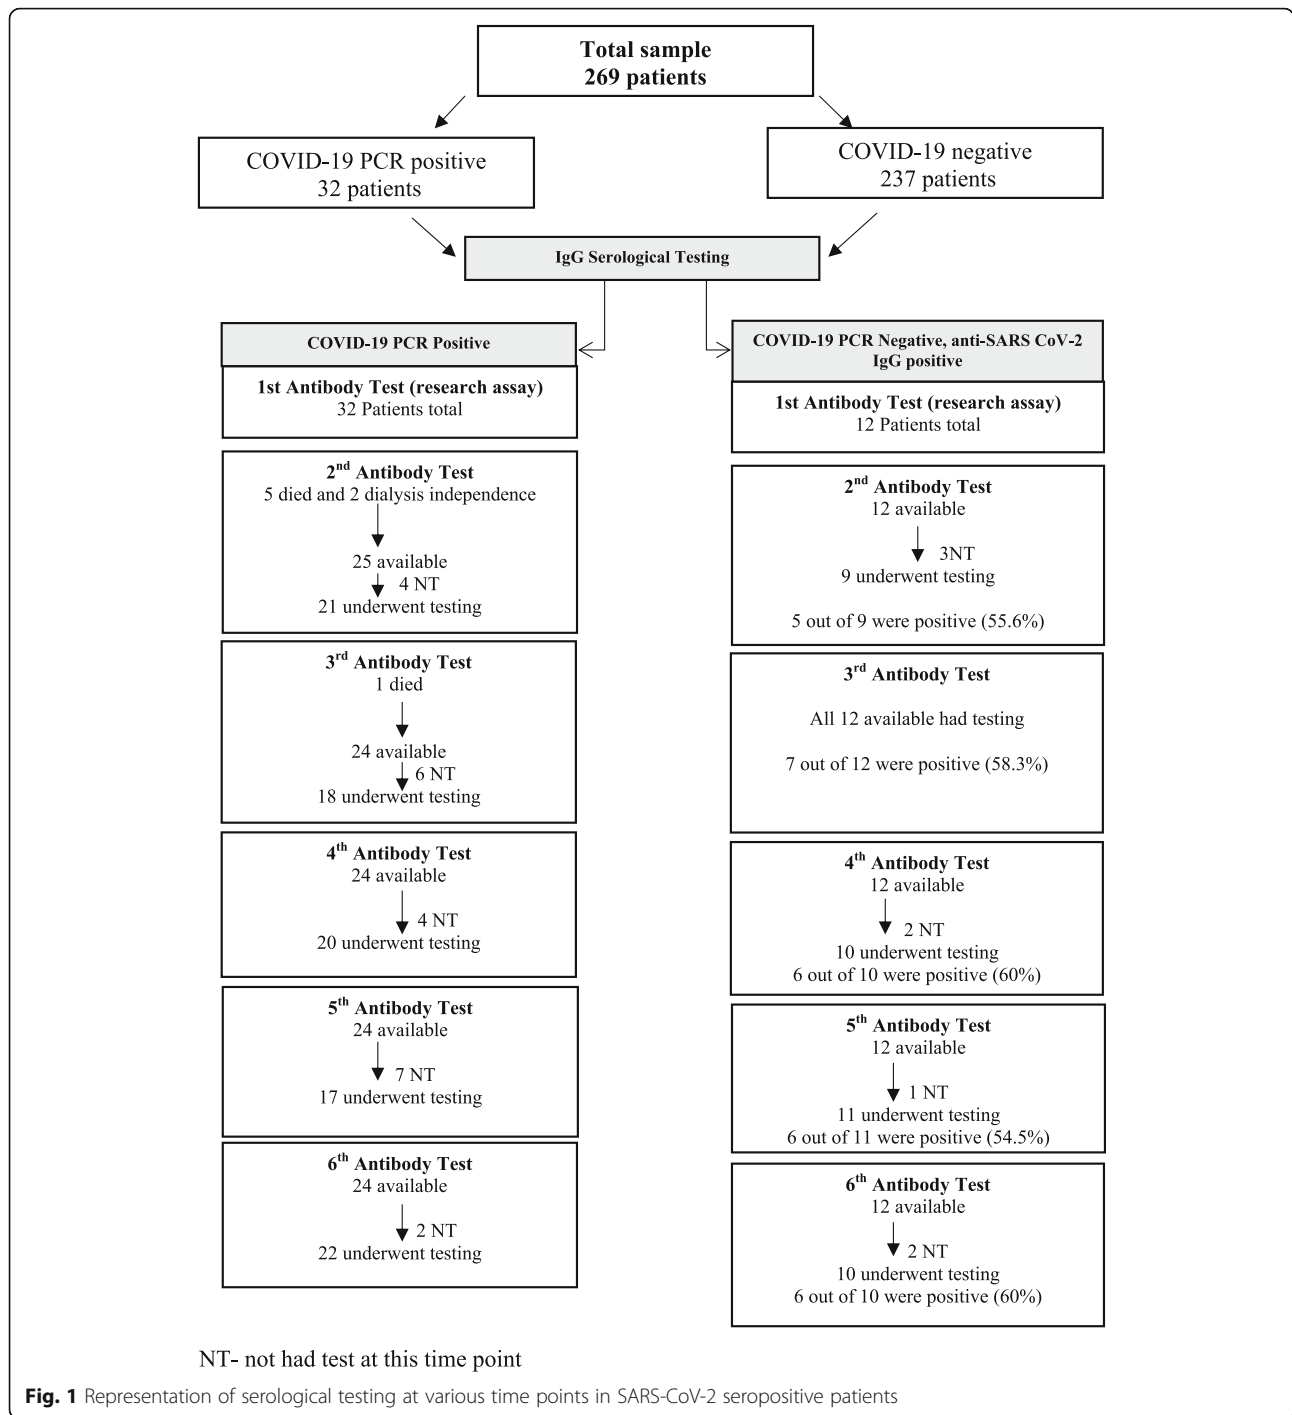 Total sample
269 patients
COVID-19 PCR positive
32 patients
COVID-19 negative
237 patients
IgG Serological Testing
COVID-19 PCR Positive
1st Antibody Test (research assay)
32 Patients total
2nd Antibody Test
5 died and 2 dialysis independence
25 available
4 NT
21 underwent testing
3rd Antibody Test
1 died
24 available
6 NT
18 underwent testing
4th Antibody Test
24 available
4 NT
20 underwent testing
5th Antibody Test
24 available
7 NT
17 underwent testing
6th Antibody Test
24 available
2 NT
22 underwent testing
COVID-19 PCR Negative, anti-SARS CoV-2
IgG positive
1st Antibody Test (research assay)
12 Patients total
2nd Antibody Test
12 available
3NT
9 underwent testing
5 out of 9 were positive (55.6%)
3rd Antibody Test
All 12 available had testing
7 out of 12 were positive (58.3%)
4th Antibody Test
12 available
2 NT
10 underwent testing
6 out of 10 were positive (60%)
5th Antibody Test
12 available
1 NT
11 underwent testing
6 out of 11 were positive (54.5%)
6th Antibody Test
12 available
2 NT
10 underwent testing
6 out of 10 were positive (60%)
NT- not had test at this time point
Fig. 1 Representation of serological testing at various time points in SARS-CoV-2 seropositive patients